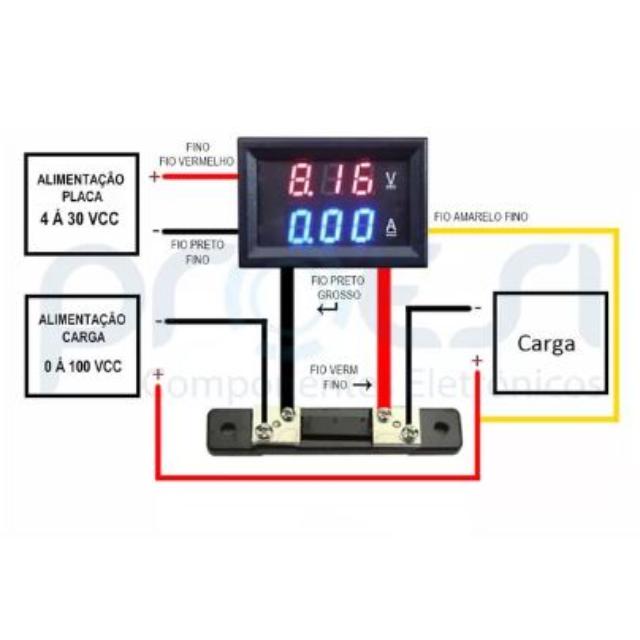 FINO
FIO VERMELHO
ALIMENTAÇÃO
PLACA
4 Á 30 VCC
+
-
FIO PRETO
FINO
8.16 V
0.00 A
FIO AMARELO FINO
FIO PRETO
GROSSO
ALIMENTAÇÃO
CARGA
0 Á 100 VCC
-
+
FIO VERM
FINO
-
+
Carga
proesi
Componentes Eletrônicos